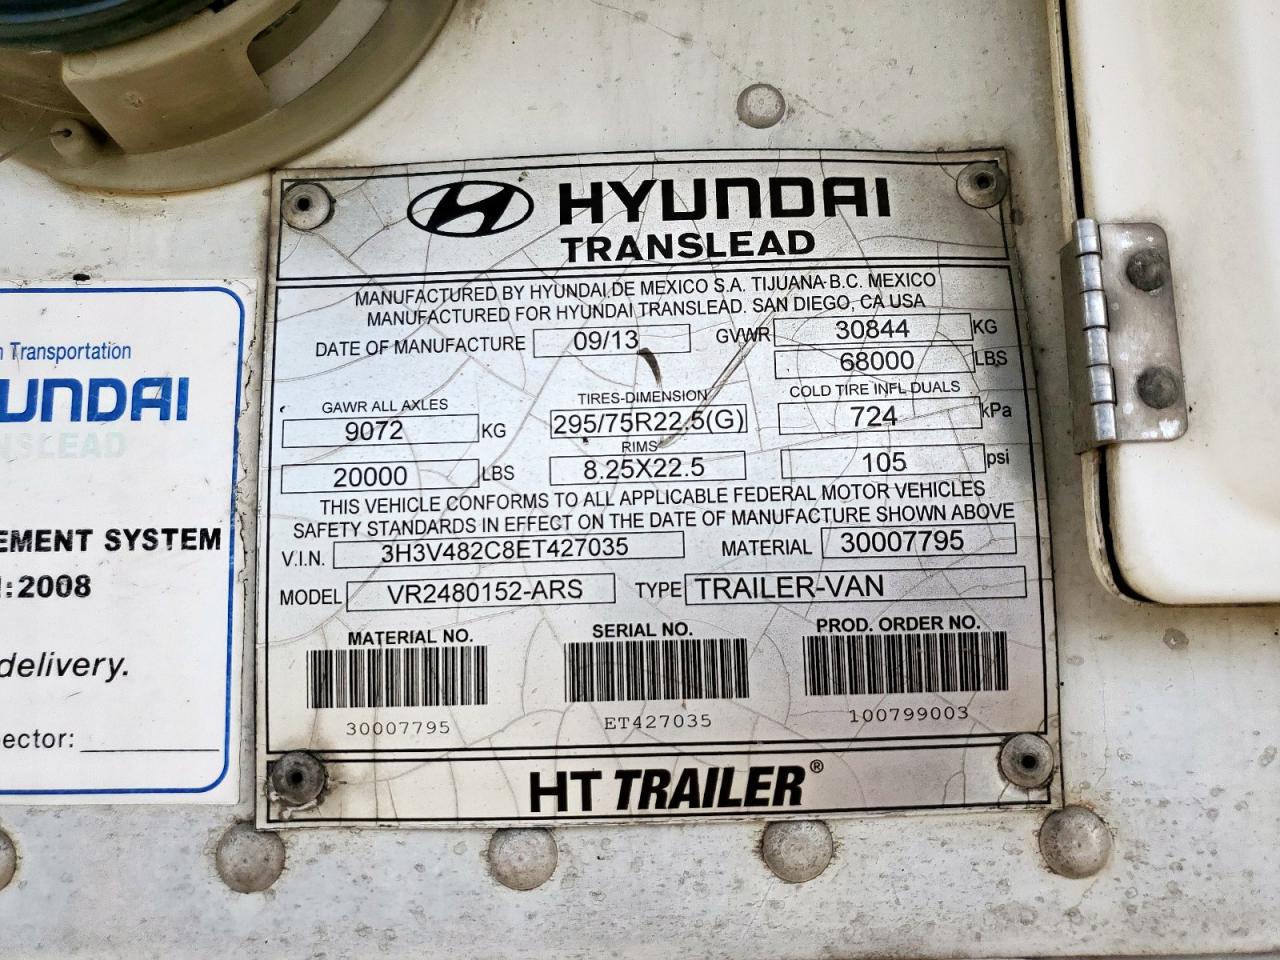 HYUNDAI
TRANSLEAD
MANUFACTURED BY HYUNDAI DE MEXICO S.A. TIJUANA B.C. MEXICO
MANUFACTURED FOR HYUNDAI TRANSLEAD. SAN DIEGO, CA USA
DATE OF MANUFACTURE 09/13 GVWR 30844 KG
68000 LBS
GAWR ALL AXLES TIRES-DIMENSION COLD TIRE INFL DUALS
9072 KG 295/75R22.5(G) 724 kPa
RIMS
20000 LBS 8.25X22.5 105 psi
THIS VEHICLE CONFORMS TO ALL APPLICABLE FEDERAL MOTOR VEHICLES
SAFETY STANDARDS IN EFFECT ON THE DATE OF MANUFACTURE SHOWN ABOVE
V.I.N. 3H3V482C8ET427035 MATERIAL 30007795
MODEL VR2480152-ARS TYPE TRAILER-VAN
MATERIAL NO. SERIAL NO. PROD. ORDER NO.
30007795 ET427035 100799003
HT TRAILER®
Transportation
UNDAI
NSLEAD
EMENT SYSTEM
:2008
delivery.
ector: